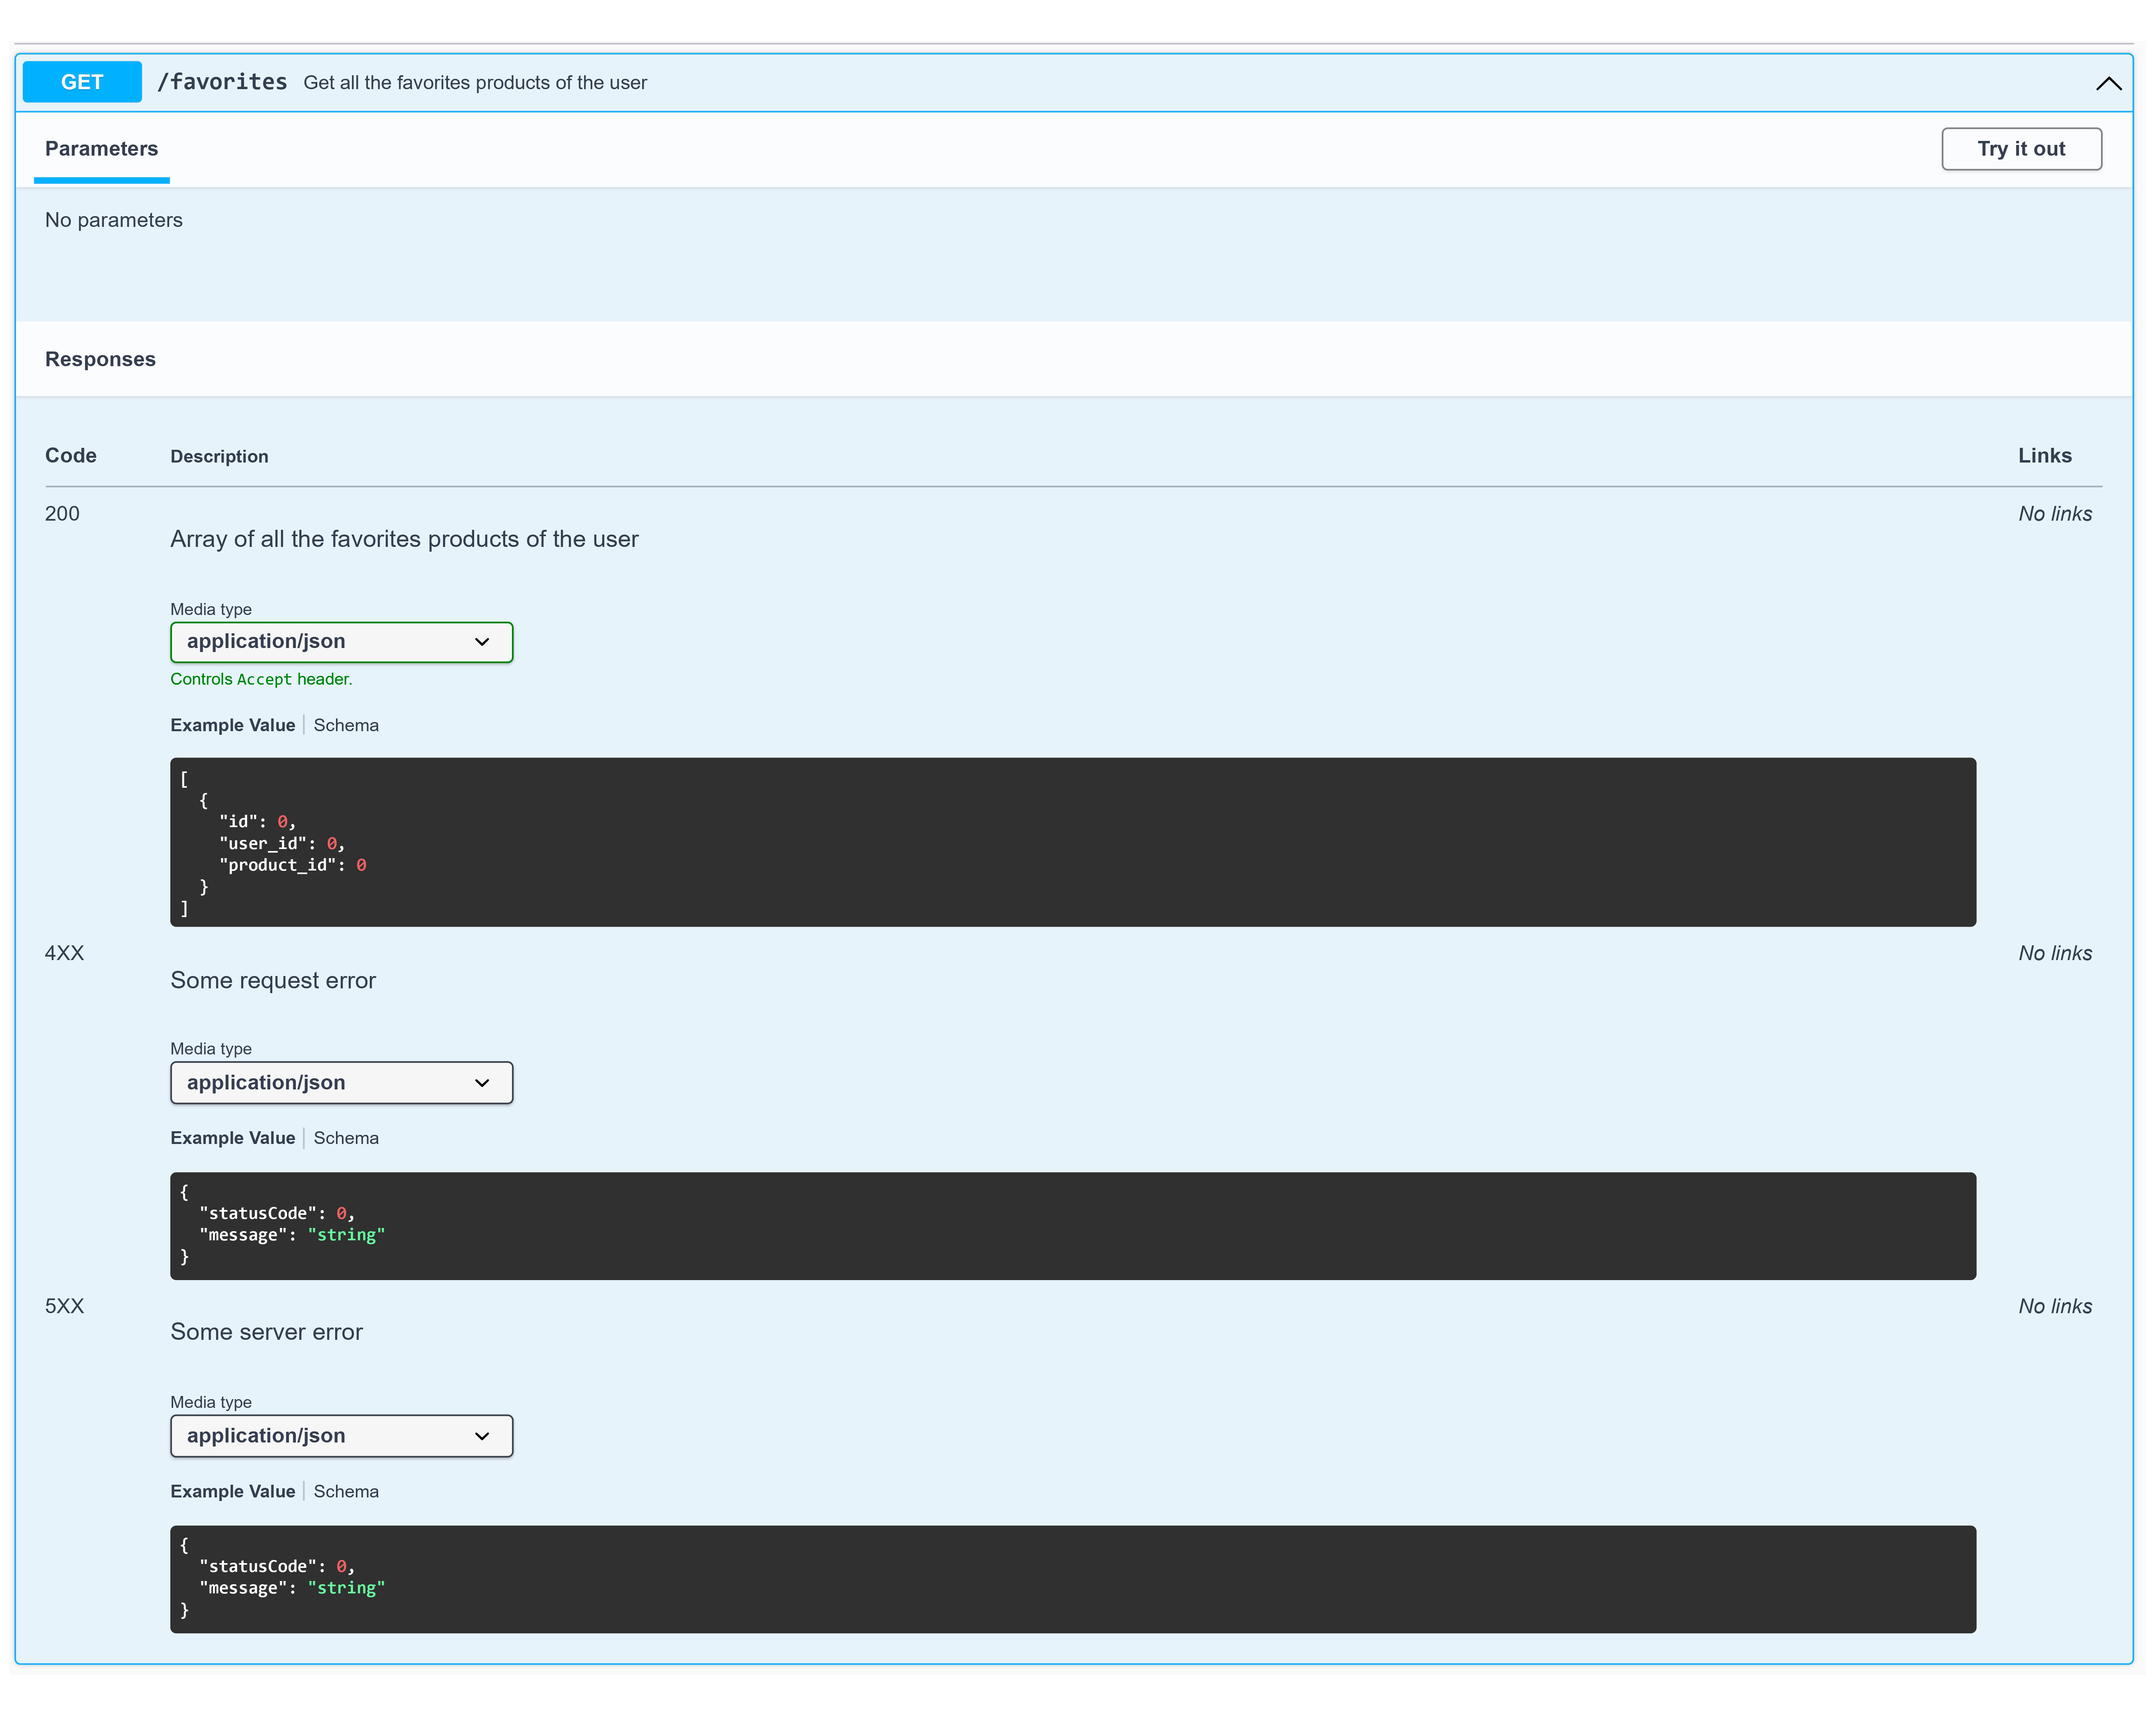 GET /favorites Get all the favorites products of the user
Parameters Try it out
No parameters
Responses
Code Description Links
200 No links
Array of all the favorites products of the user
Media type
application/json
Controls Accept header.
Example Value Schema
[
  {
    "id": 0,
    "user_id": 0,
    "product_id": 0
  }
]
4XX No links
Some request error
Media type
application/json
Example Value Schema
{
  "statusCode": 0,
  "message": "string"
}
5XX No links
Some server error
Media type
application/json
Example Value Schema
{
  "statusCode": 0,
  "message": "string"
}